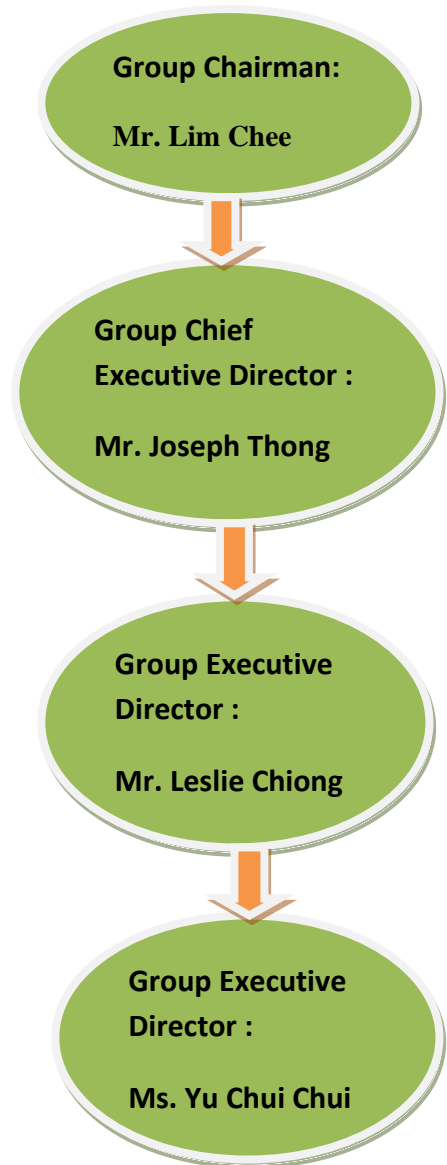 Group Chairman:
Mr. Lim Chee
Group Chief
Executive Director :
Mr. Joseph Thong
Group Executive
Director :
Mr. Leslie Chiong
Group Executive
Director :
Ms. Yu Chui Chui